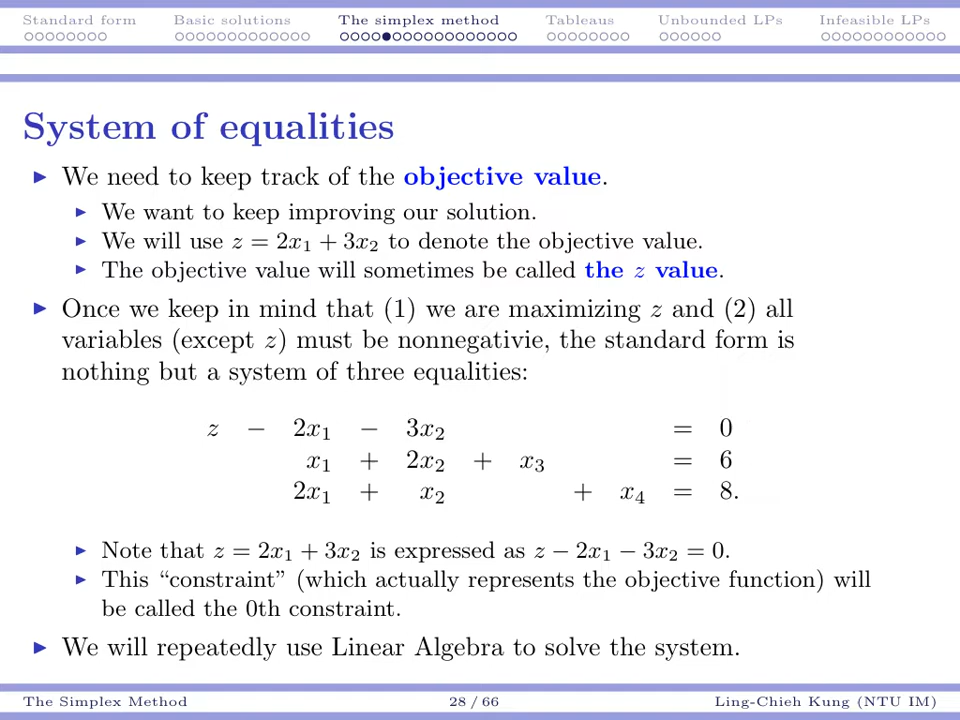 Standard form Basic solutions The simplex method Tableaus Unbounded LPs Infeasible LPs
System of equalities
We need to keep track of the objective value.
We want to keep improving our solution.
We will use z = 2x₁ + 3x₂ to denote the objective value.
The objective value will sometimes be called the z value.
Once we keep in mind that (1) we are maximizing z and (2) all
variables (except z) must be nonnegativie, the standard form is
nothing but a system of three equalities:
z − 2x₁ − 3x₂ = 0
x₁ + 2x₂ + x₃ = 6
2x₁ + x₂ + x₄ = 8.
Note that z = 2x₁ + 3x₂ is expressed as z − 2x₁ − 3x₂ = 0.
This “constraint” (which actually represents the objective function) will
be called the 0th constraint.
We will repeatedly use Linear Algebra to solve the system.
The Simplex Method 28 / 66 Ling-Chieh Kung (NTU IM)